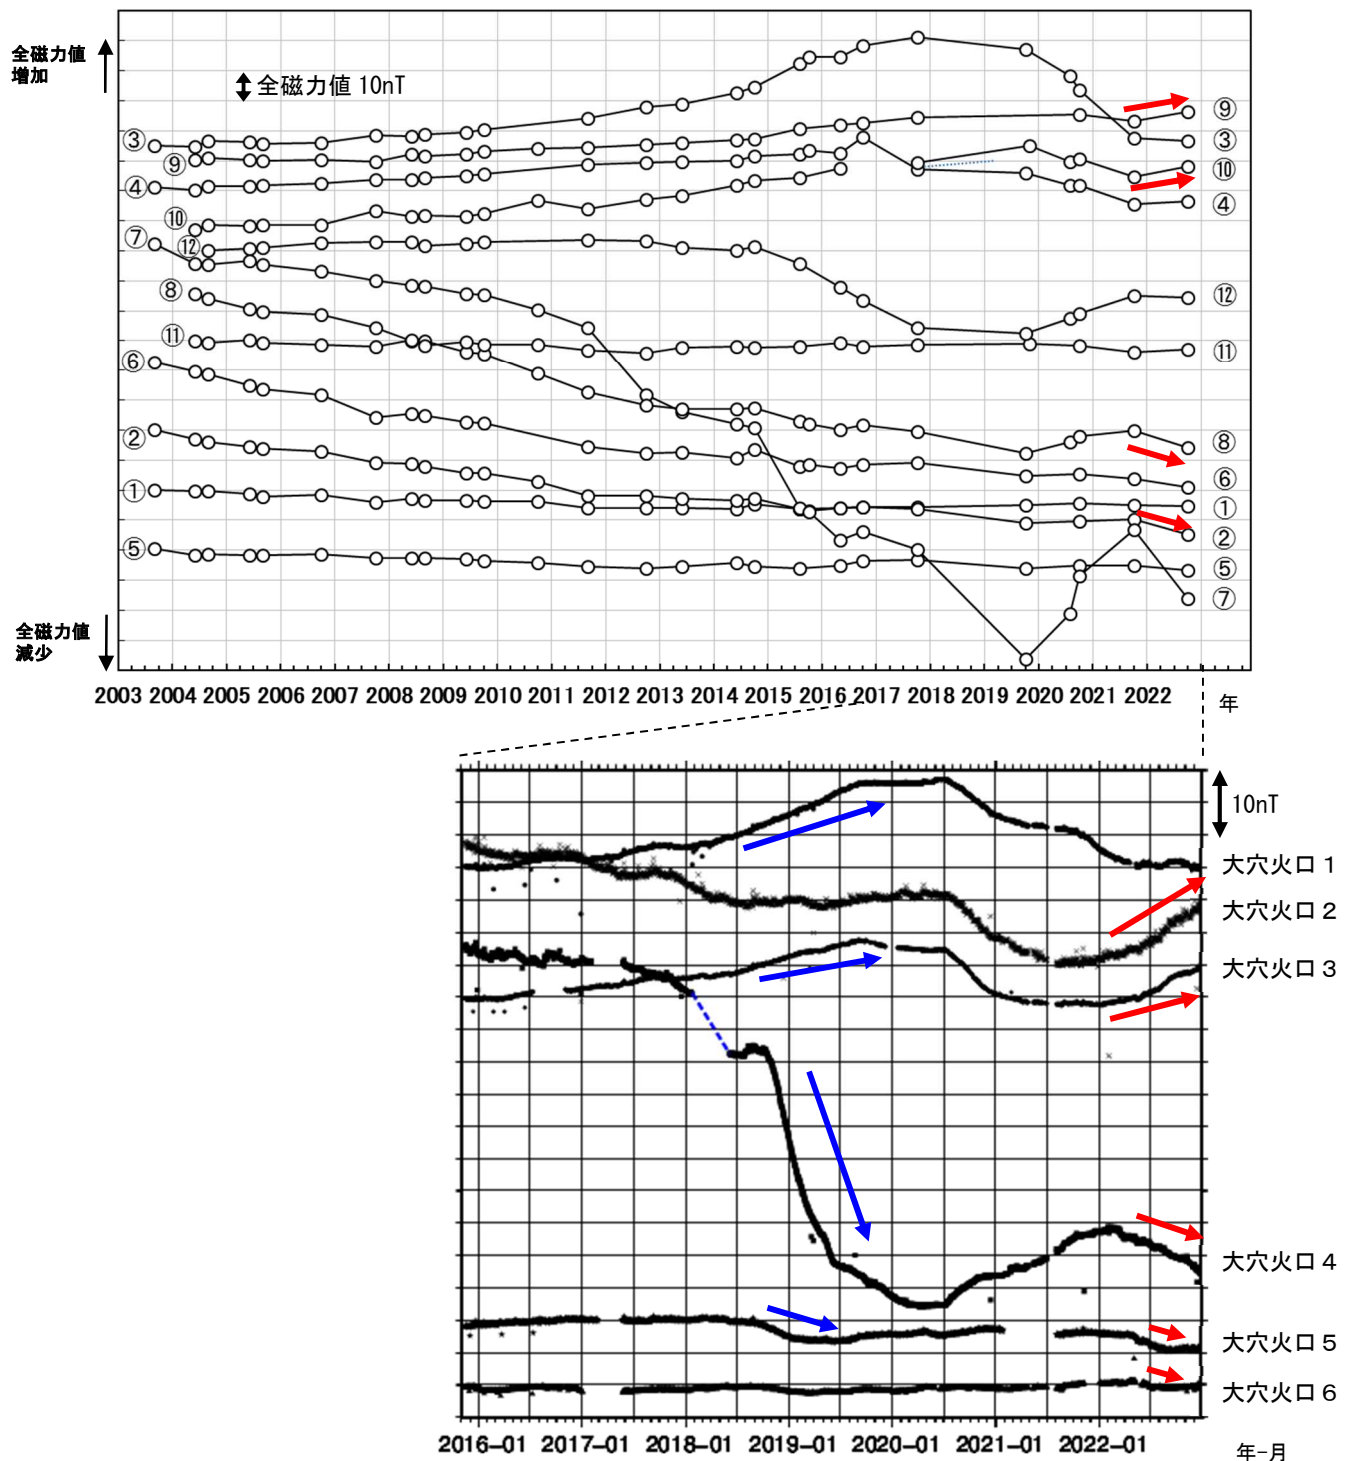 全磁力値
増加
全磁力値 10nT
③
⑨
④
⑩
⑦
⑫
⑧
⑪
⑥
②
①
⑤
⑨
③
⑩
④
⑫
⑪
⑧
⑥
①
②
⑤
⑦
全磁力値
減少
2003 2004 2005 2006 2007 2008 2009 2010 2011 2012 2013 2014 2015 2016 2017 2018 2019 2020 2021 2022
年
10nT
大穴火口1
大穴火口2
大穴火口3
大穴火口4
大穴火口5
大穴火口6
2016-01 2017-01 2018-01 2019-01 2020-01 2021-01 2022-01
年-月